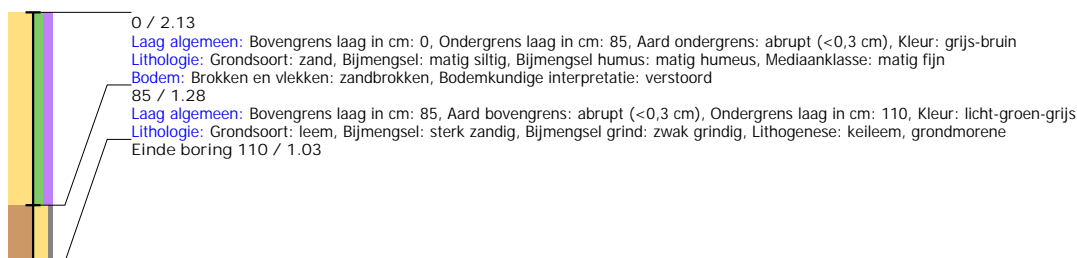 0 / 2.13
Laag algemeen: Bovengrens laag in cm: 0, Ondergrens laag in cm: 85, Aard ondergrens: abrupt (<0,3 cm), Kleur: grijs-bruin
Lithologie: Grondsoort: zand, Bijmengsel: matig siltig, Bijmengsel humus: matig humeus, Mediaanklasse: matig fijn
Bodem: Brokken en vlekken: zandbrokken, Bodemkundige interpretatie: verstoord
85 / 1.28
Laag algemeen: Bovengrens laag in cm: 85, Aard bovengrens: abrupt (<0,3 cm), Ondergrens laag in cm: 110, Kleur: licht-groen-grijs
Lithologie: Grondsoort: leem, Bijmengsel: sterk zandig, Bijmengsel grind: zwak grindig, Lithogenese: keileem, grondmorene
Einde boring 110 / 1.03